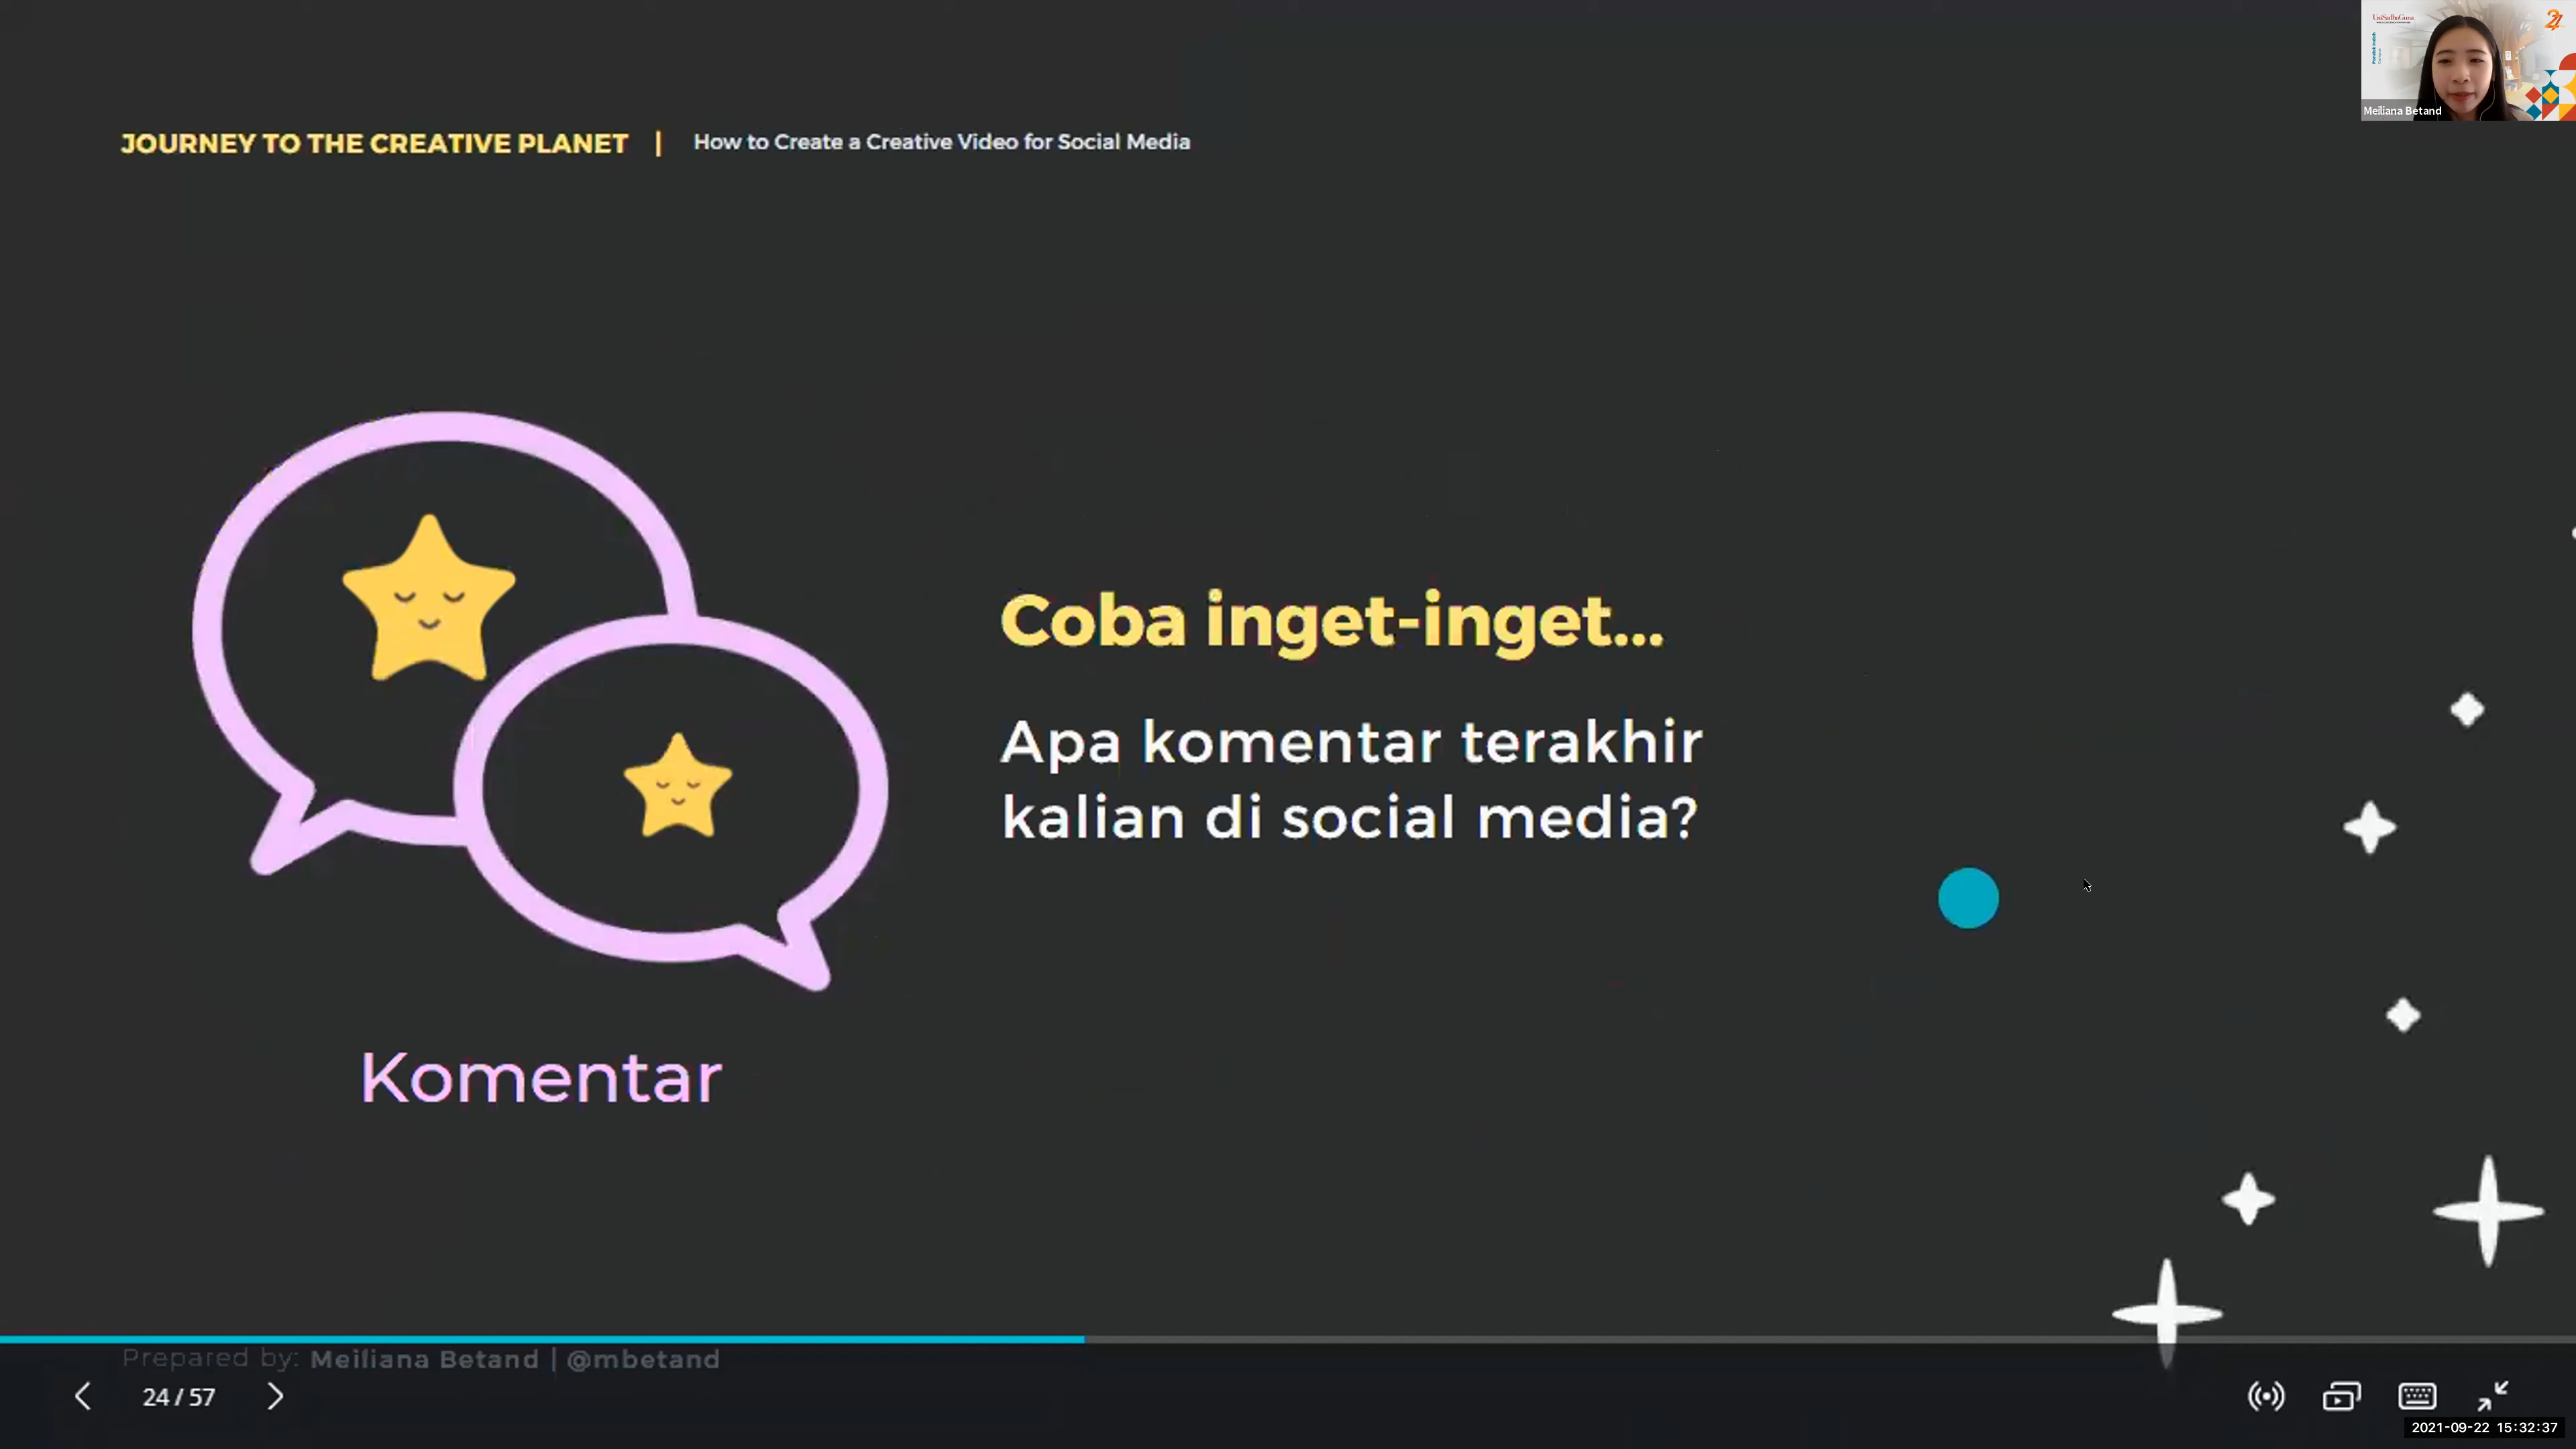 UniSadhuGuna
21
Meiliana Betand
JOURNEY TO THE CREATIVE PLANET | How to Create a Creative Video for Social Media
Coba inget-inget...
Apa komentar terakhir
kalian di social media?
Komentar
Prepared by: Meiliana Betand | @mbetand
24 / 57
2021-09-22 15:32:37